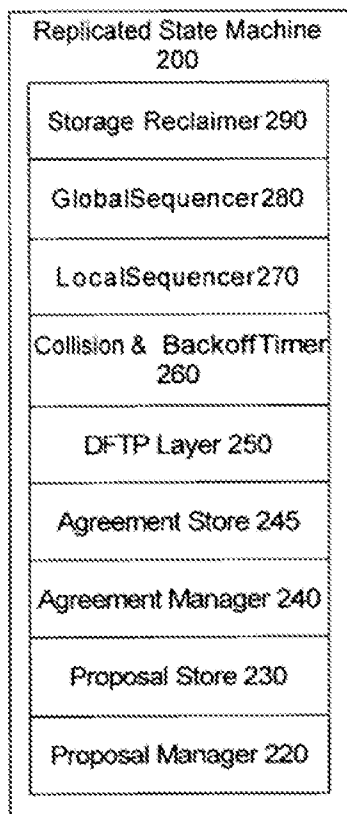 Replicated State Machine
200
Storage Reclaimer 290
GlobalSequencer 280
LocalSequencer 270
Collision & BackoffTimer
260
DFTP Layer 250
Agreement Store 245
Agreement Manager 240
Proposal Store 230
Proposal Manager 220